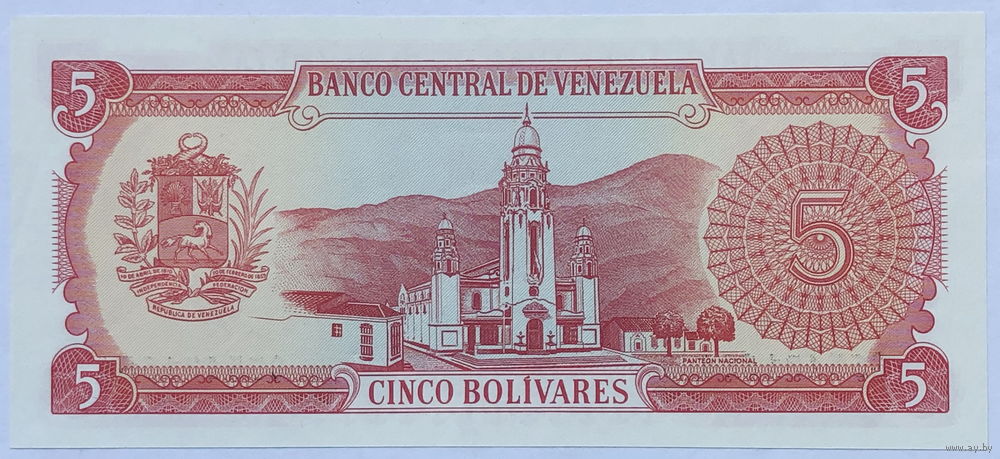 5 5
BANCO CENTRAL DE VENEZUELA
5
19 DE ABRIL DE 1810 20 DE FEBRERO DE 1859
INDEPENDENCIA FEDERACION
REPUBLICA DE VENEZUELA
PANTEON NACIONAL
5 5
CINCO BOLÍVARES
www.ay.by